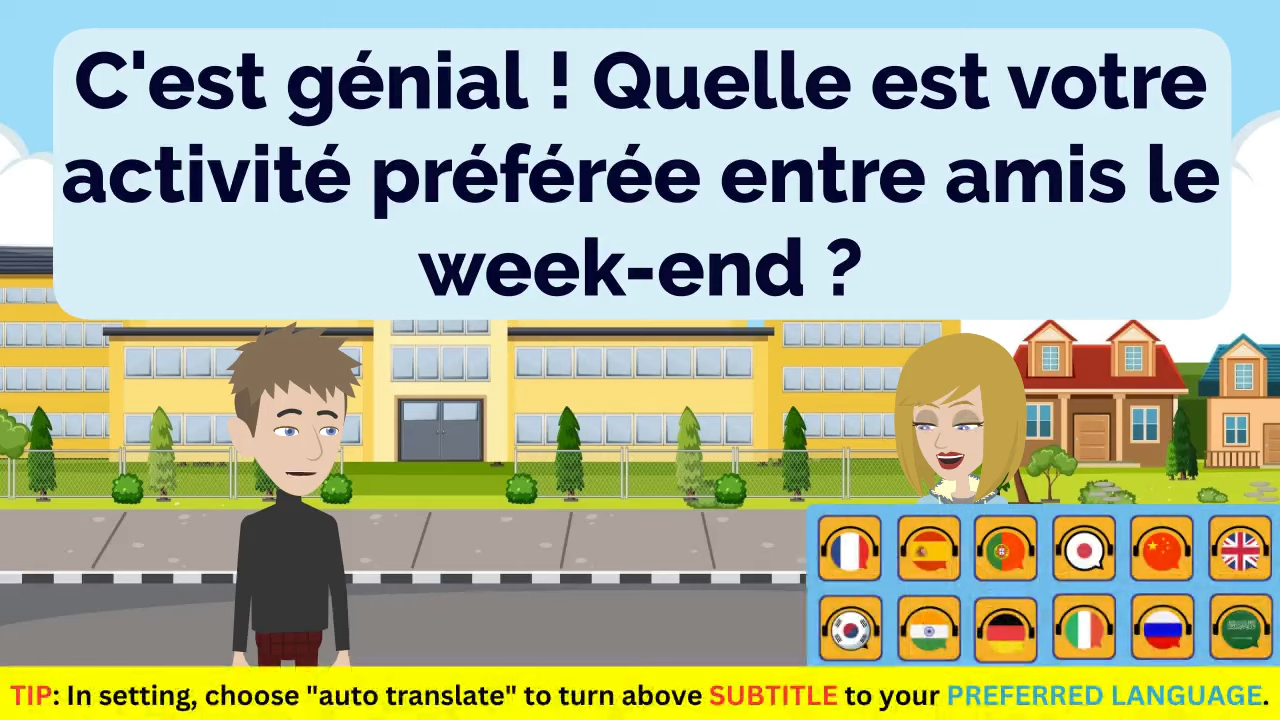 C'est génial ! Quelle est votre
activité préférée entre amis le
week-end ?
TIP: In setting, choose "auto translate" to turn above SUBTITLE to your PREFERRED LANGUAGE.